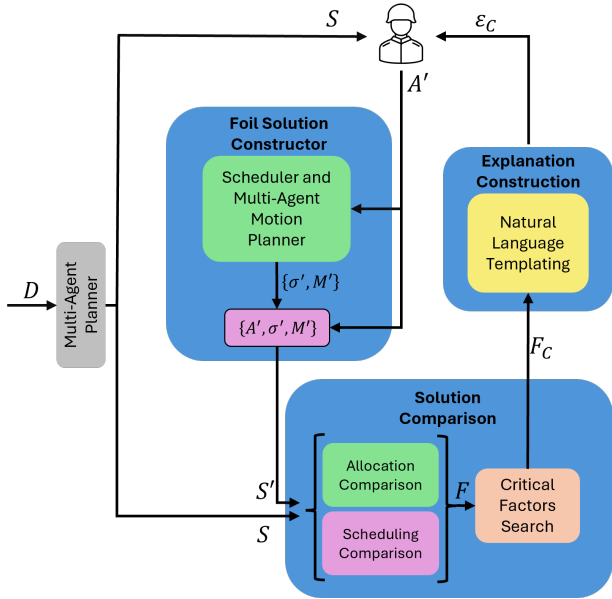 S
ε_C
A′
Foil Solution
Constructor
Explanation
Construction
Scheduler and
Multi-Agent
Motion
Planner
Natural
Language
Templating
D
Multi-Agent
Planner
{σ′, M′}
{A′, σ′, M′}
F_C
Solution
Comparison
Allocation
Comparison
S′
F
Critical
Factors
Search
S
Scheduling
Comparison